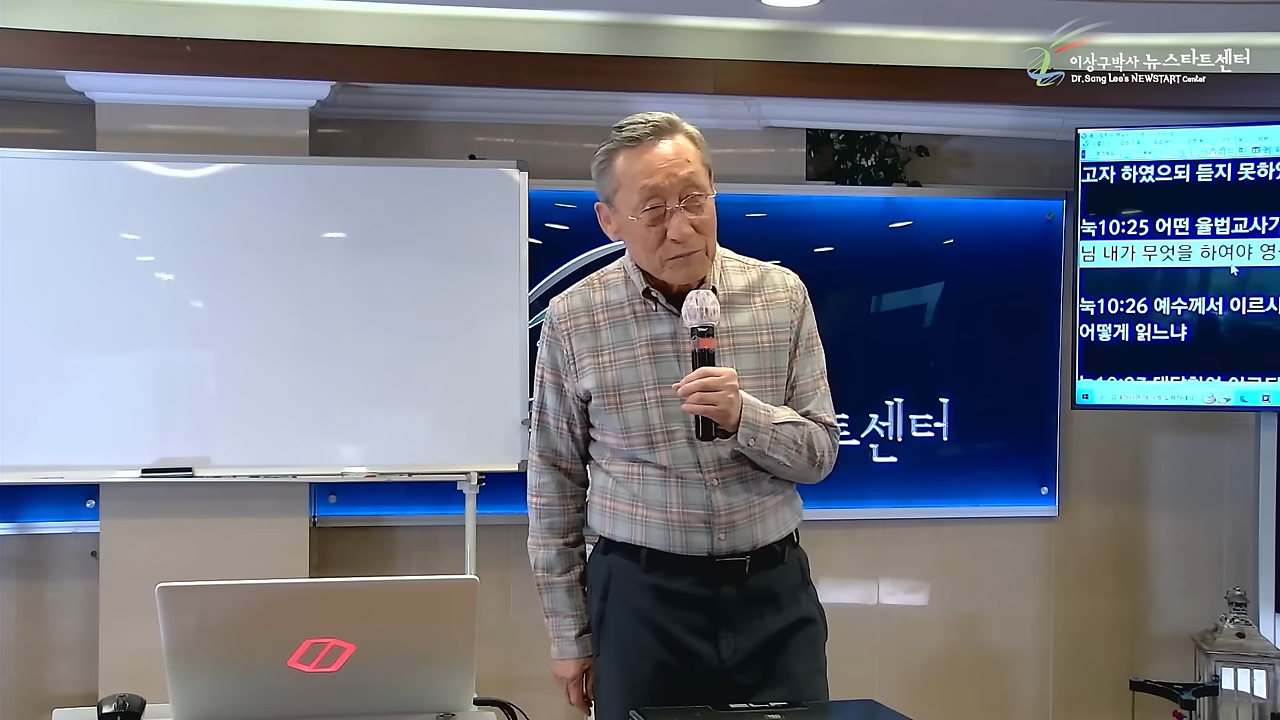 이상구박사 뉴스타트센터
Dr.Sang Lee's NEWSTART Center
고자 하였으되 듣지 못하였
눅10:25 어떤 율법교사가
님 내가 무엇을 하여야 영
눅10:26 예수께서 이르시
어떻게 읽느냐
트센터